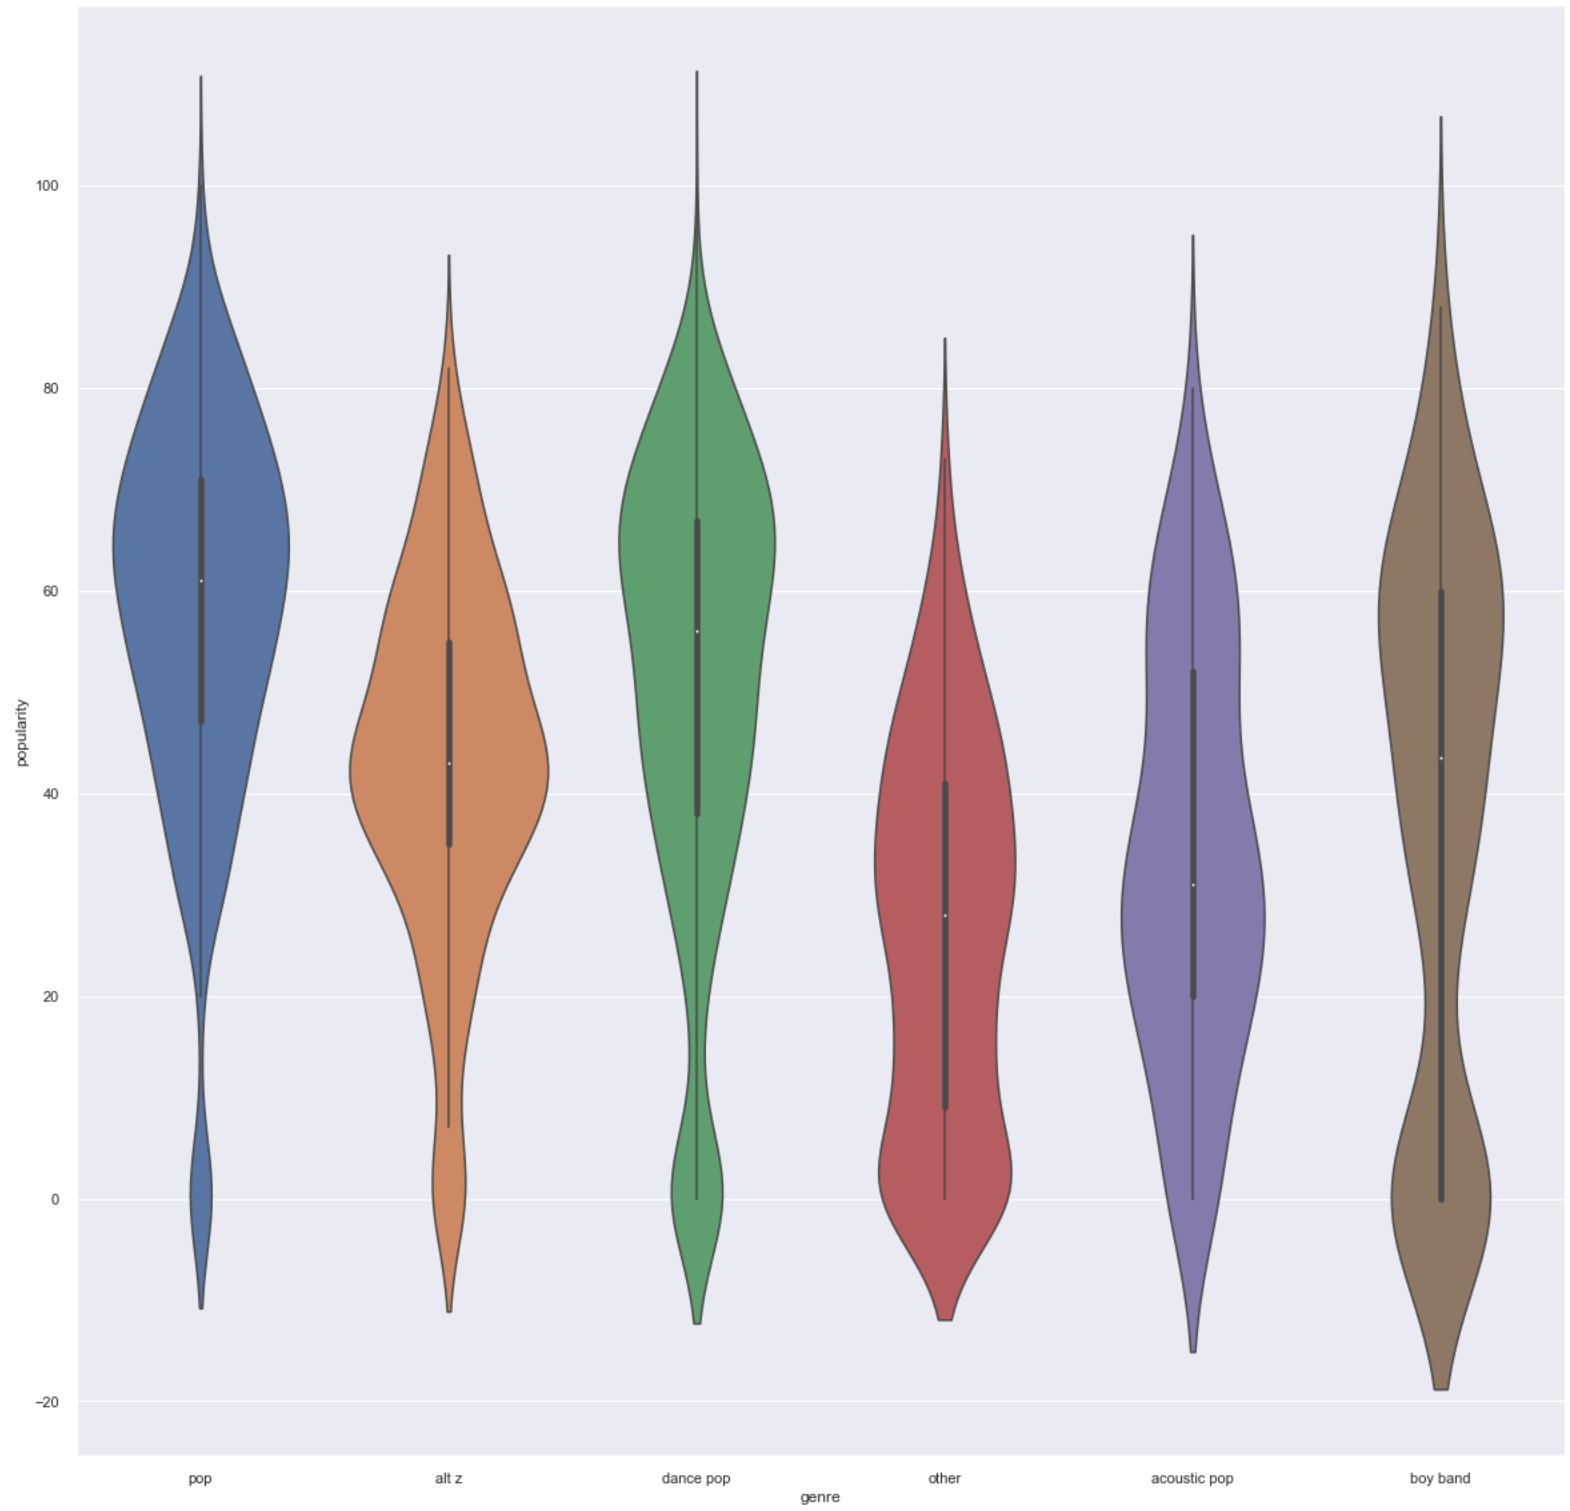 100
80
60
40
20
0
−20
popularity
pop
alt z
dance pop
other
acoustic pop
boy band
genre